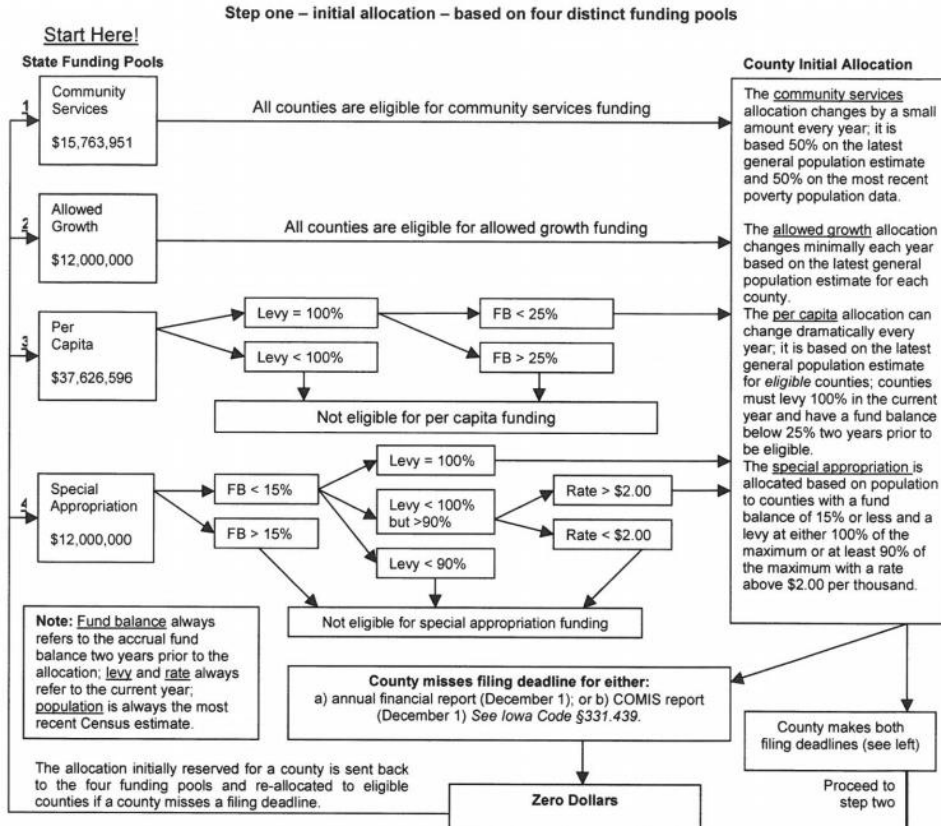 Step one – initial allocation – based on four distinct funding pools
Start Here!
State Funding Pools
1
Community
Services
$15,763,951
All counties are eligible for community services funding
2
Allowed
Growth
$12,000,000
All counties are eligible for allowed growth funding
3
Per
Capita
$37,626,596
Levy = 100%
Levy < 100%
FB < 25%
FB > 25%
Not eligible for per capita funding
4
Special
Appropriation
$12,000,000
FB < 15%
FB > 15%
Levy = 100%
Levy < 100%
but >90%
Levy < 90%
Rate > $2.00
Rate < $2.00
Not eligible for special appropriation funding
County Initial Allocation
The community services
allocation changes by a small
amount every year; it is
based 50% on the latest
general population estimate
and 50% on the most recent
poverty population data.
The allowed growth allocation
changes minimally each year
based on the latest general
population estimate for each
county.
The per capita allocation can
change dramatically every
year; it is based on the latest
general population estimate
for eligible counties; counties
must levy 100% in the current
year and have a fund balance
below 25% two years prior to
be eligible.
The special appropriation is
allocated based on population
to counties with a fund
balance of 15% or less and a
levy at either 100% of the
maximum or at least 90% of
the maximum with a rate
above $2.00 per thousand.
Note: Fund balance always
refers to the accrual fund
balance two years prior to the
allocation; levy and rate always
refer to the current year;
population is always the most
recent Census estimate.
County misses filing deadline for either:
a) annual financial report (December 1); or b) COMIS report
(December 1) See Iowa Code §331.439.
County makes both
filing deadlines (see left)
The allocation initially reserved for a county is sent back
to the four funding pools and re-allocated to eligible
counties if a county misses a filing deadline.
Zero Dollars
Proceed to
step two